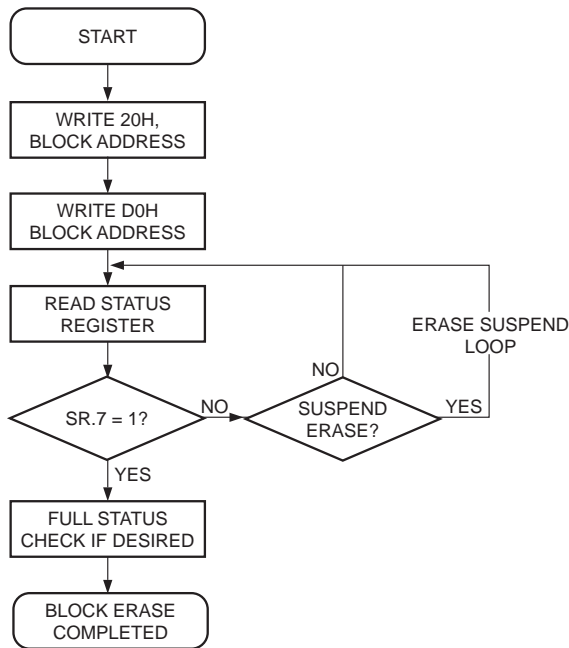 START
WRITE 20H,
BLOCK ADDRESS
WRITE D0H
BLOCK ADDRESS
READ STATUS
REGISTER
ERASE SUSPEND
LOOP
NO
SR.7 = 1?
NO
SUSPEND
ERASE?
YES
YES
FULL STATUS
CHECK IF DESIRED
BLOCK ERASE
COMPLETED